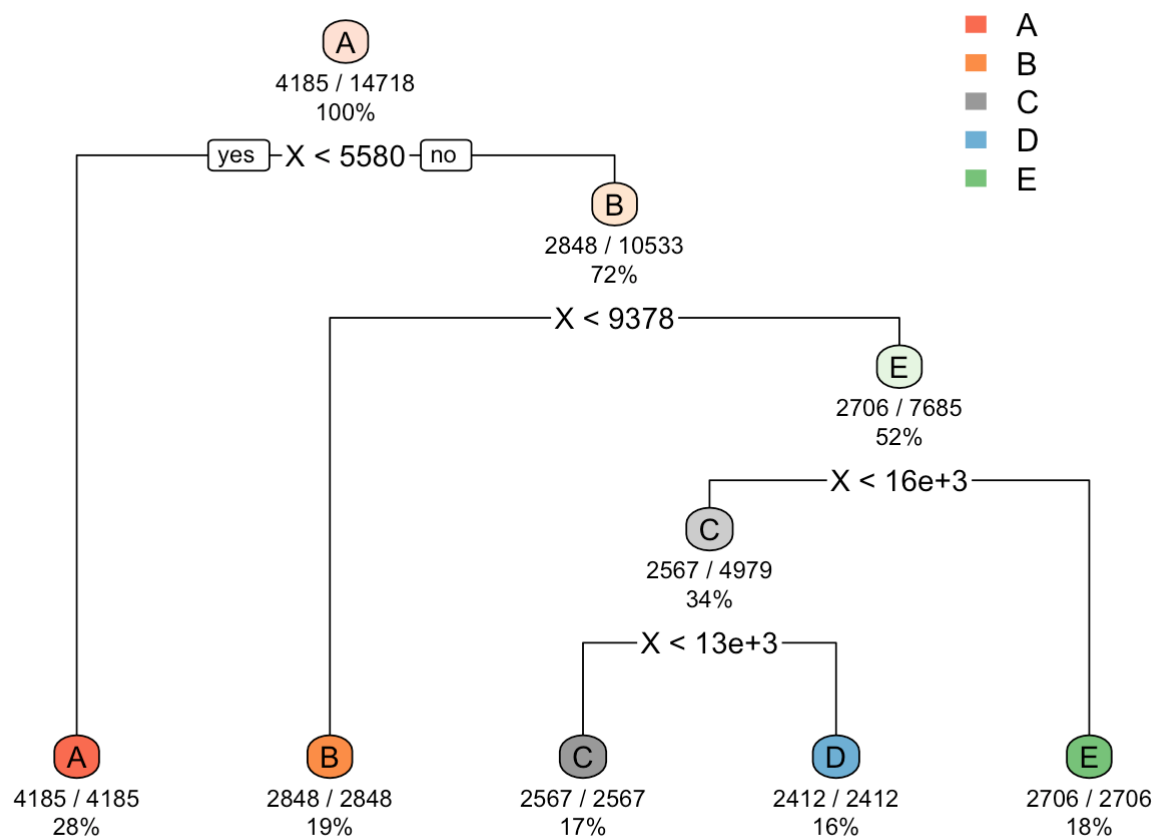 A
4185 / 14718
100%
yes X < 5580 no
B
2848 / 10533
72%
X < 9378
E
2706 / 7685
52%
X < 16e+3
C
2567 / 4979
34%
X < 13e+3
A
4185 / 4185
28%
B
2848 / 2848
19%
C
2567 / 2567
17%
D
2412 / 2412
16%
E
2706 / 2706
18%
A
B
C
D
E